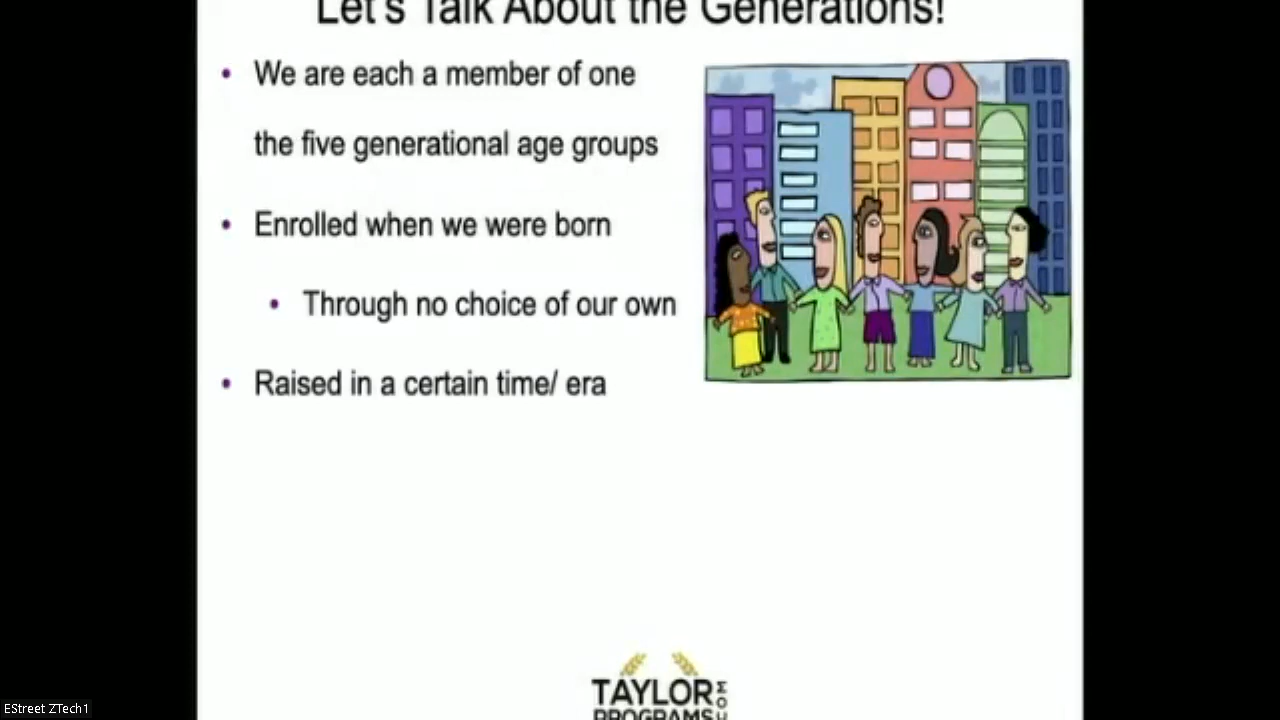 Let's Talk About the Generations!
• We are each a member of one
the five generational age groups
• Enrolled when we were born
• Through no choice of our own
• Raised in a certain time/ era
TAYLOR
PROGRAMS
EStreet ZTech1